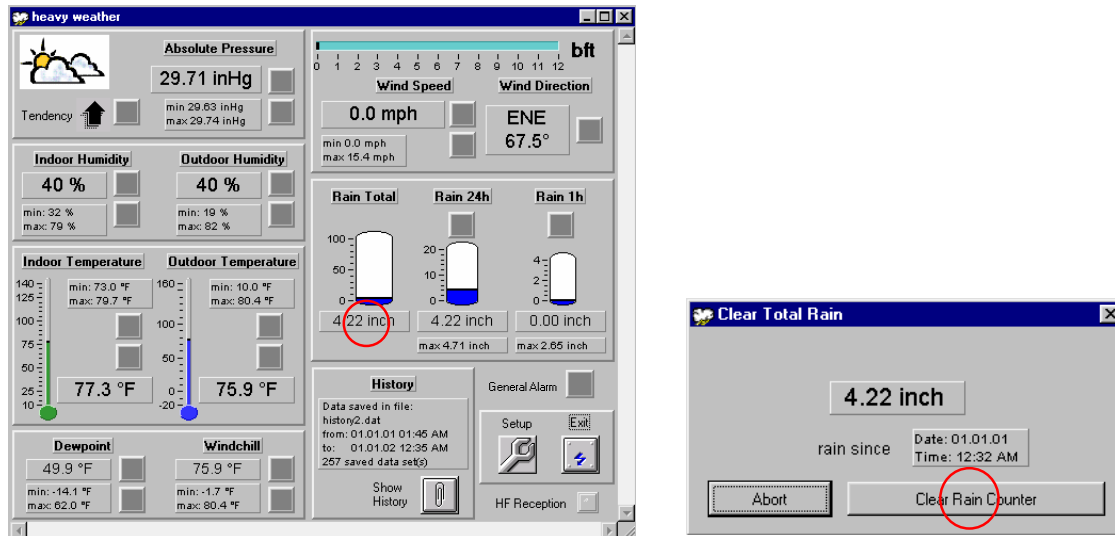 heavy weather
Absolute Pressure
29.71 inHg
Tendency
min 29.63 inHg
max 29.74 inHg
bft
0 1 2 3 4 5 6 7 8 9 10 11 12
Wind Speed
Wind Direction
0.0 mph
ENE
67.5°
min 0.0 mph
max 15.4 mph
Indoor Humidity
Outdoor Humidity
40 %
40 %
min: 32 %
max: 79 %
min: 19 %
max: 82 %
Rain Total
Rain 24h
Rain 1h
100
50
0
20
10
0
4
2
0
4.22 inch
4.22 inch
0.00 inch
max 4.71 inch
max 2.65 inch
Indoor Temperature
Outdoor Temperature
140
125
100
75
50
25
10
min: 73.0 °F
max: 79.7 °F
77.3 °F
160
100
50
0
-20
min: 10.0 °F
max: 80.4 °F
75.9 °F
History
Data saved in file:
history2.dat
from: 01.01.01 01:45 AM
to: 01.01.02 12:35 AM
257 saved data set(s)
Show
History
General Alarm
Setup
Exit
HF Reception
Dewpoint
Windchill
49.9 °F
75.9 °F
min: -14.1 °F
max: 62.0 °F
min: -1.7 °F
max: 80.4 °F
Clear Total Rain
4.22 inch
rain since
Date: 01.01.01
Time: 12:32 AM
Abort
Clear Rain Counter